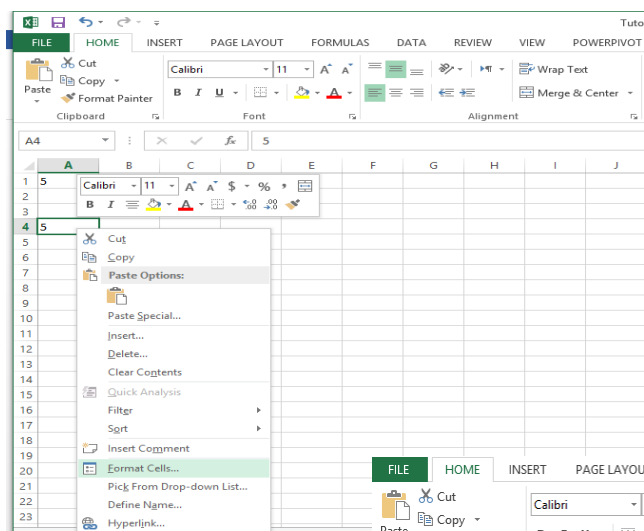 Tuto
FILE HOME INSERT PAGE LAYOUT FORMULAS DATA REVIEW VIEW POWERPIVOT
Cut
Copy
Format Painter
Paste
Clipboard
Calibri 11 A A
B I U A
Font
Wrap Text
Merge & Center
Alignment
A4 fx 5
A B C D E F G H I J
1 5
2
3
4 5
5
6
7
8
9
10
11
12
13
14
15
16
17
18
19
20
21
22
23
Calibri 11 A A $ % ,
B I A .00 .00
Cut
Copy
Paste Options:
Paste Special...
Insert...
Delete...
Clear Contents
Quick Analysis
Filter
Sort
Insert Comment
Format Cells...
Pick From Drop-down List...
Define Name...
Hyperlink...
FILE HOME INSERT PAGE LAYOU
Cut
Copy
Paste
Calibri